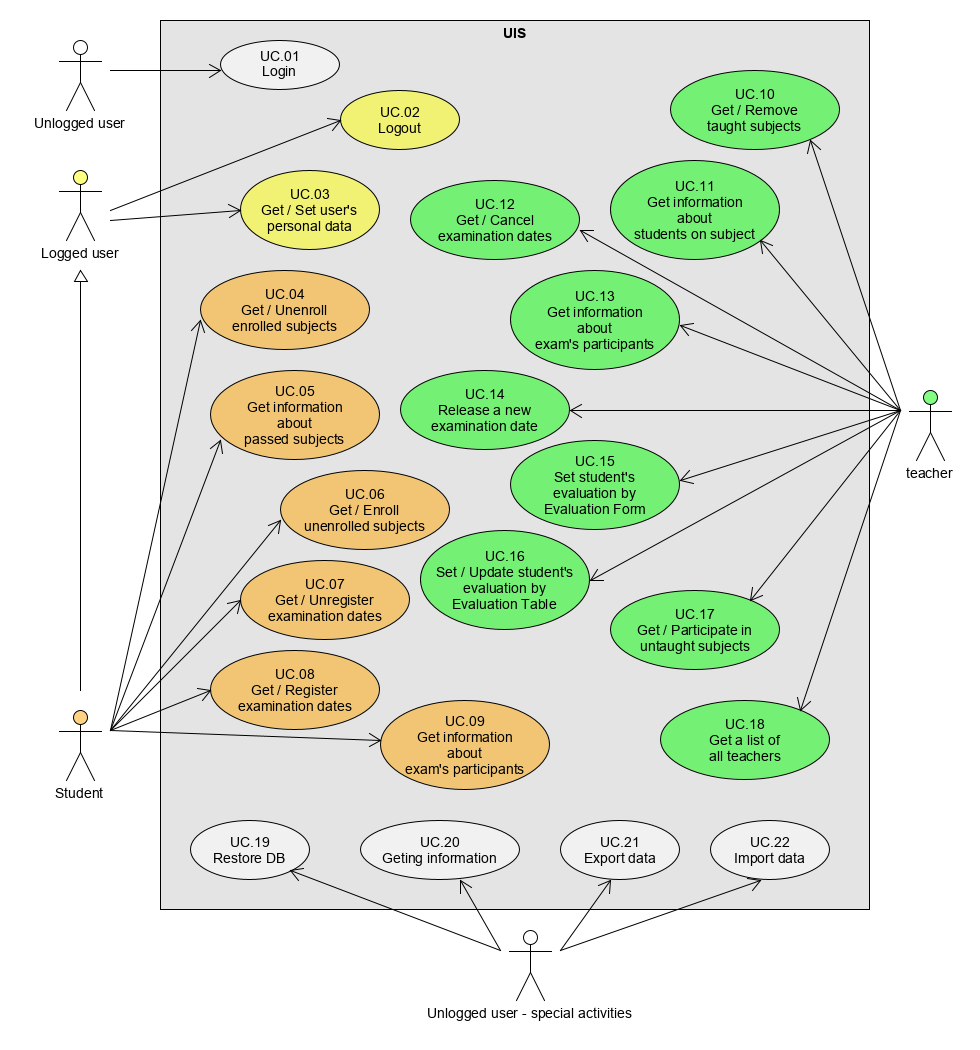 UIS
UC.01
Login
Unlogged user
UC.02
Logout
UC.10
Get / Remove
taught subjects
UC.03
Get / Set user's
personal data
Logged user
UC.12
Get / Cancel
examination dates
UC.11
Get information
about
students on subject
UC.04
Get / Unenroll
enrolled subjects
UC.13
Get information
about
exam's participants
UC.05
Get information
about
passed subjects
UC.14
Release a new
examination date
teacher
UC.15
Set student's
evaluation by
Evaluation Form
UC.06
Get / Enroll
unenrolled subjects
UC.16
Set / Update student's
evaluation by
Evaluation Table
UC.07
Get / Unregister
examination dates
UC.17
Get / Participate in
untaught subjects
UC.08
Get / Register
examination dates
UC.09
Get information
about
exam's participants
UC.18
Get a list of
all teachers
Student
UC.19
Restore DB
UC.20
Geting information
UC.21
Export data
UC.22
Import data
Unlogged user - special activities